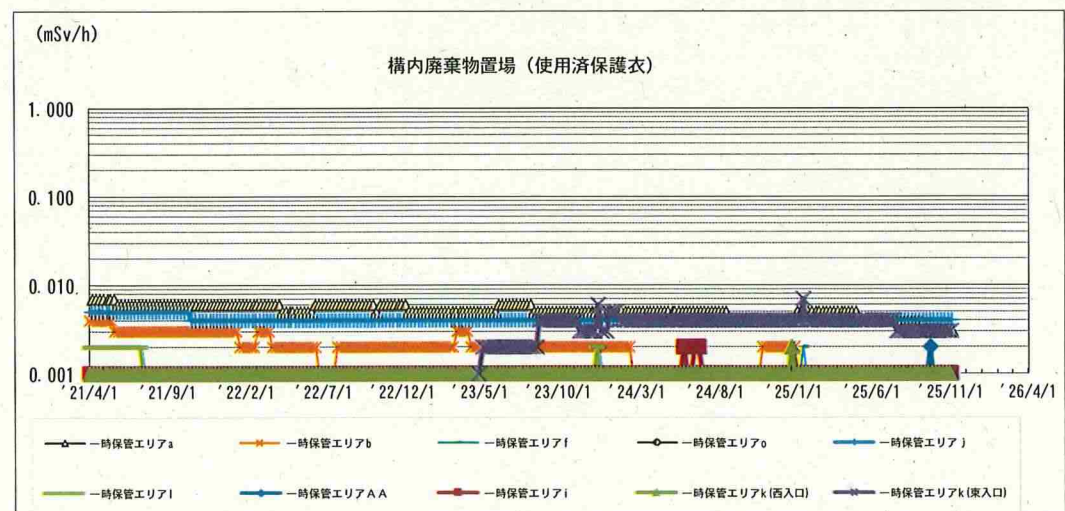 (mSv/h)
構内廃棄物置場（使用済保護衣）
1.000
0.100
0.010
0.001
'21/4/1 '21/9/1 '22/2/1 '22/7/1 '22/12/1 '23/5/1 '23/10/1 '24/3/1 '24/8/1 '25/1/1 '25/6/1 '25/11/1 '26/4/1
一時保管エリアa 一時保管エリアb 一時保管エリアf 一時保管エリアo 一時保管エリアj
一時保管エリアl 一時保管エリアAA 一時保管エリアi 一時保管エリアk(西入口) 一時保管エリアk(東入口)